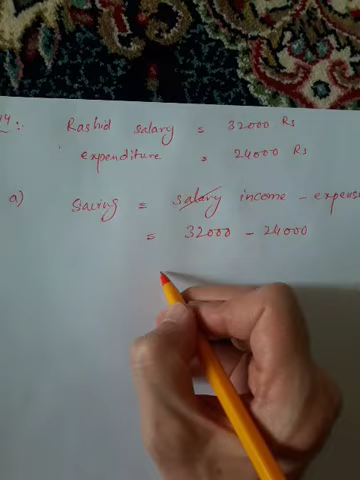 Rashid salary = 32000 Rs
expenditure = 24000 Rs
a) saving = salary income - expense
= 32000 - 24000